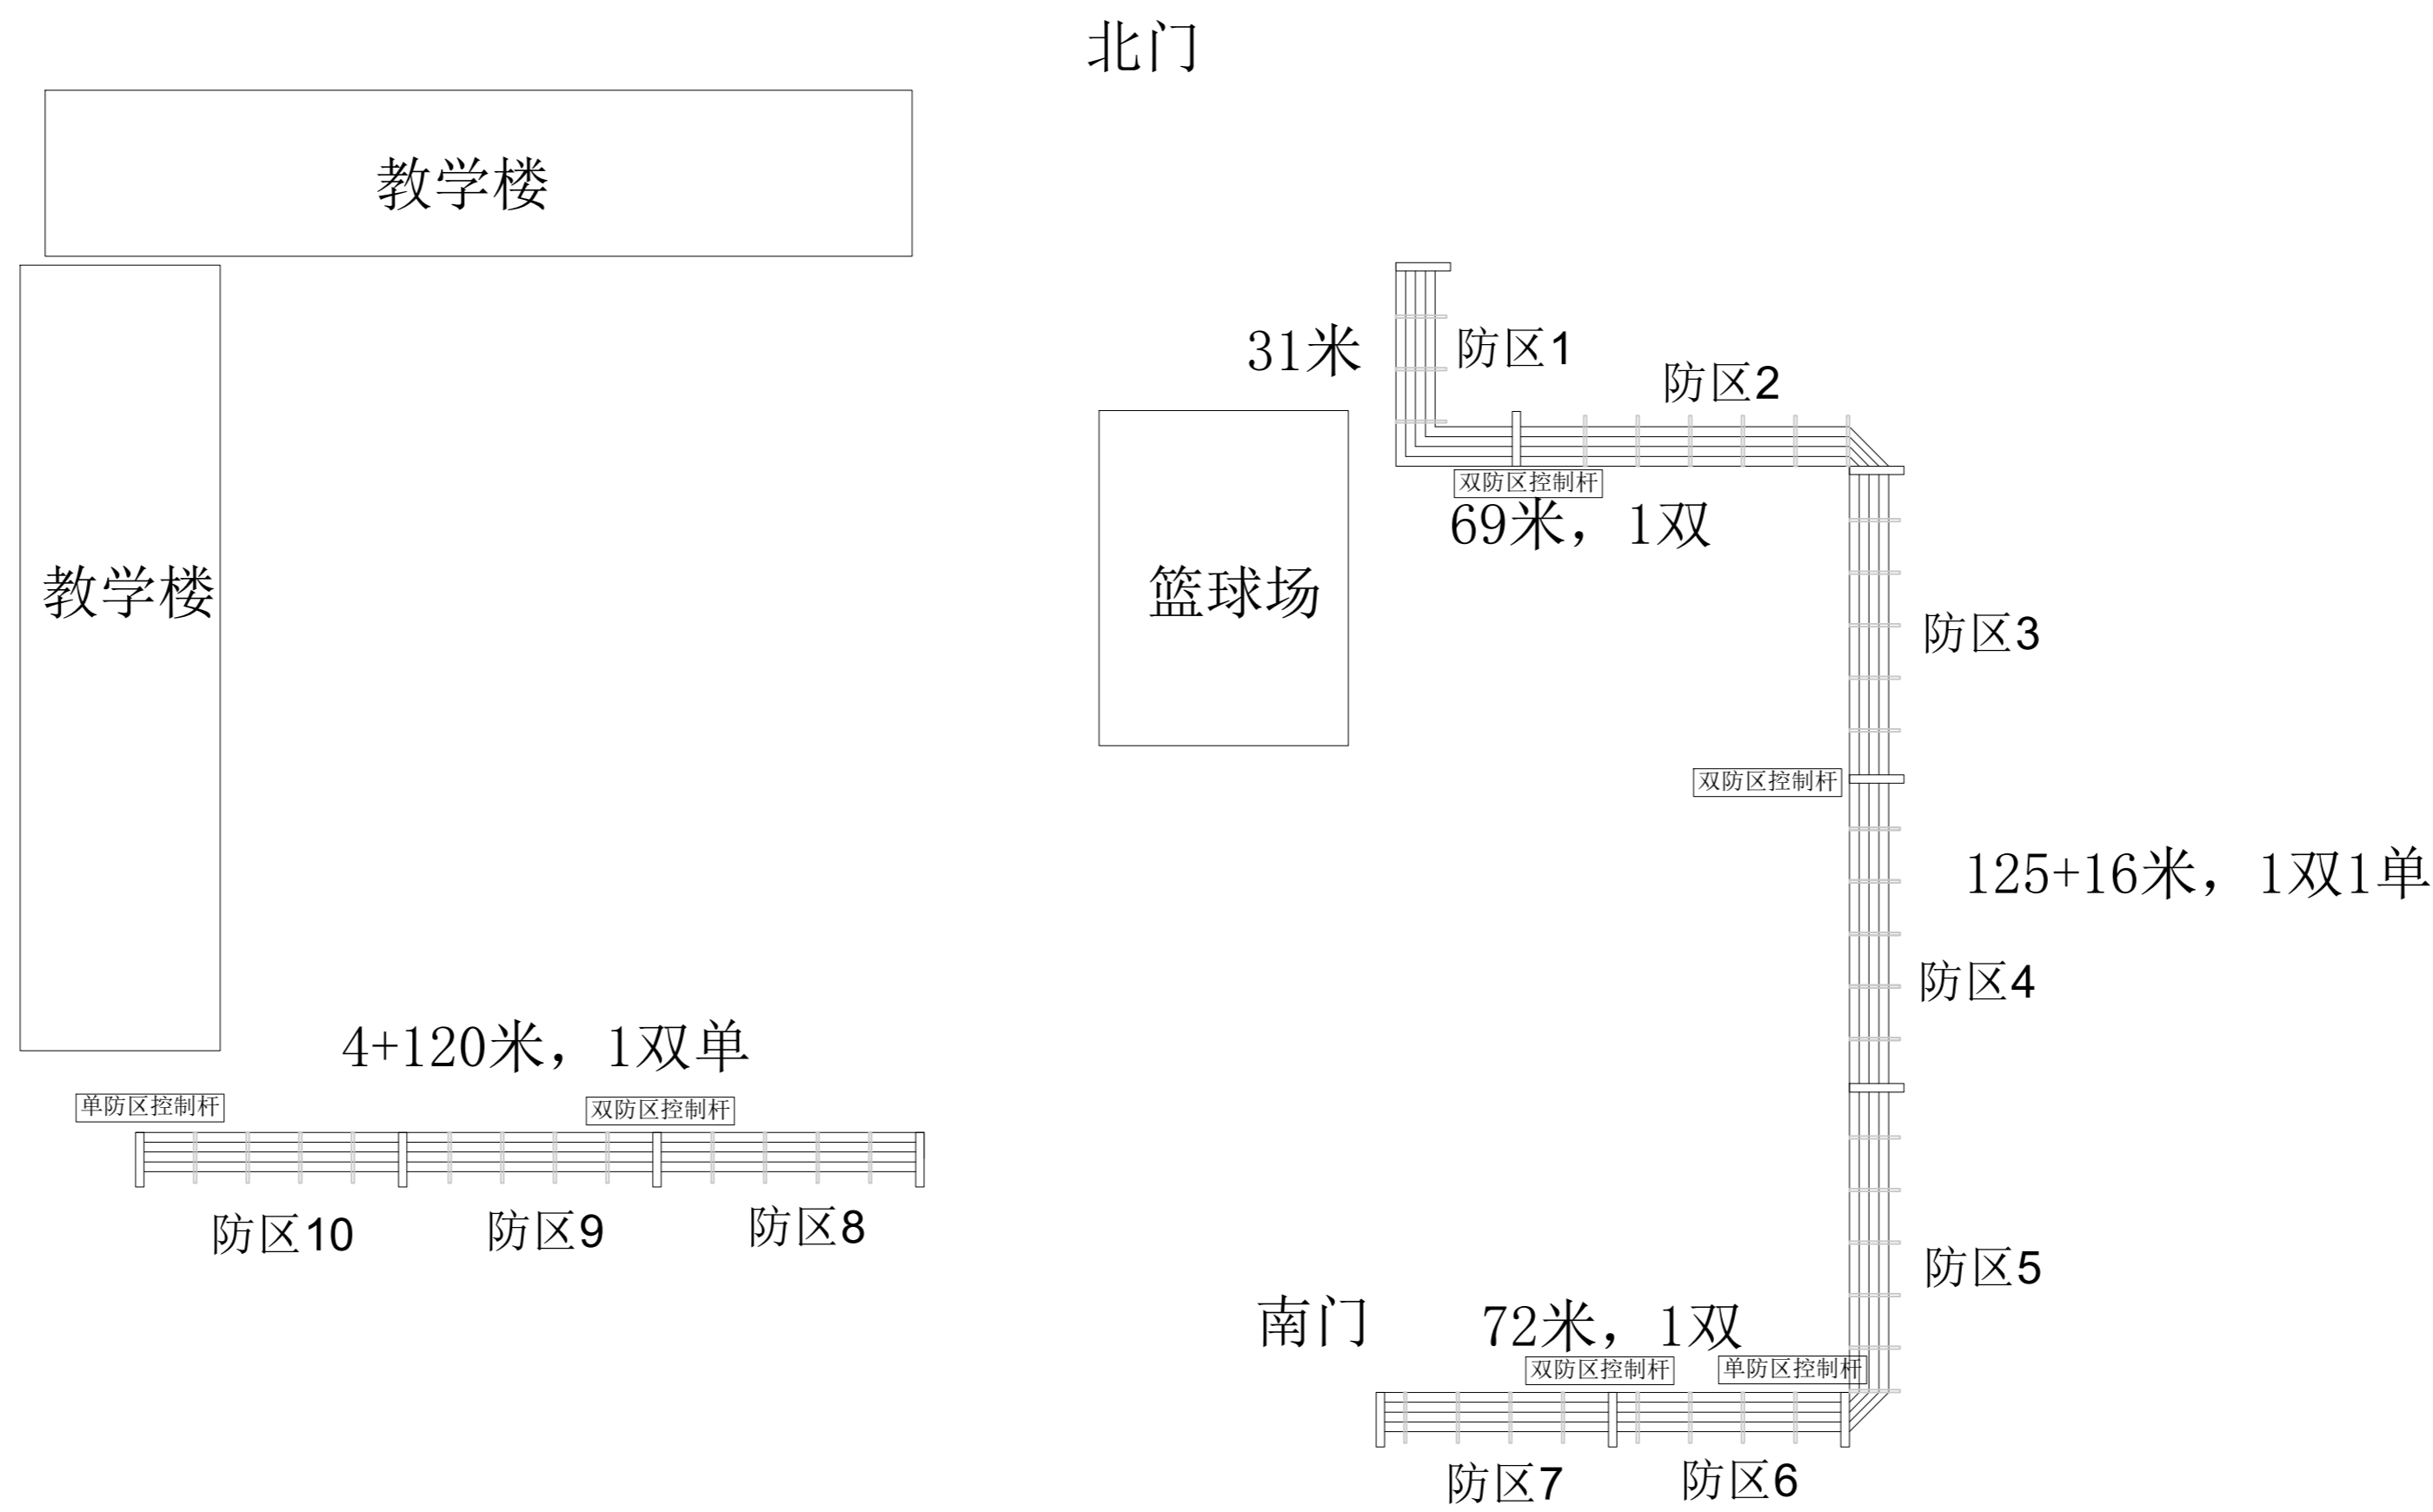 北门
教学楼
31米
防区1
防区2
双防区控制杆
69米，1双
教学楼
篮球场
防区3
双防区控制杆
125+16米，1双1单
防区4
4+120米，1双单
单防区控制杆
双防区控制杆
防区10
防区9
防区8
防区5
南门
72米，1双
双防区控制杆
单防区控制杆
防区7
防区6